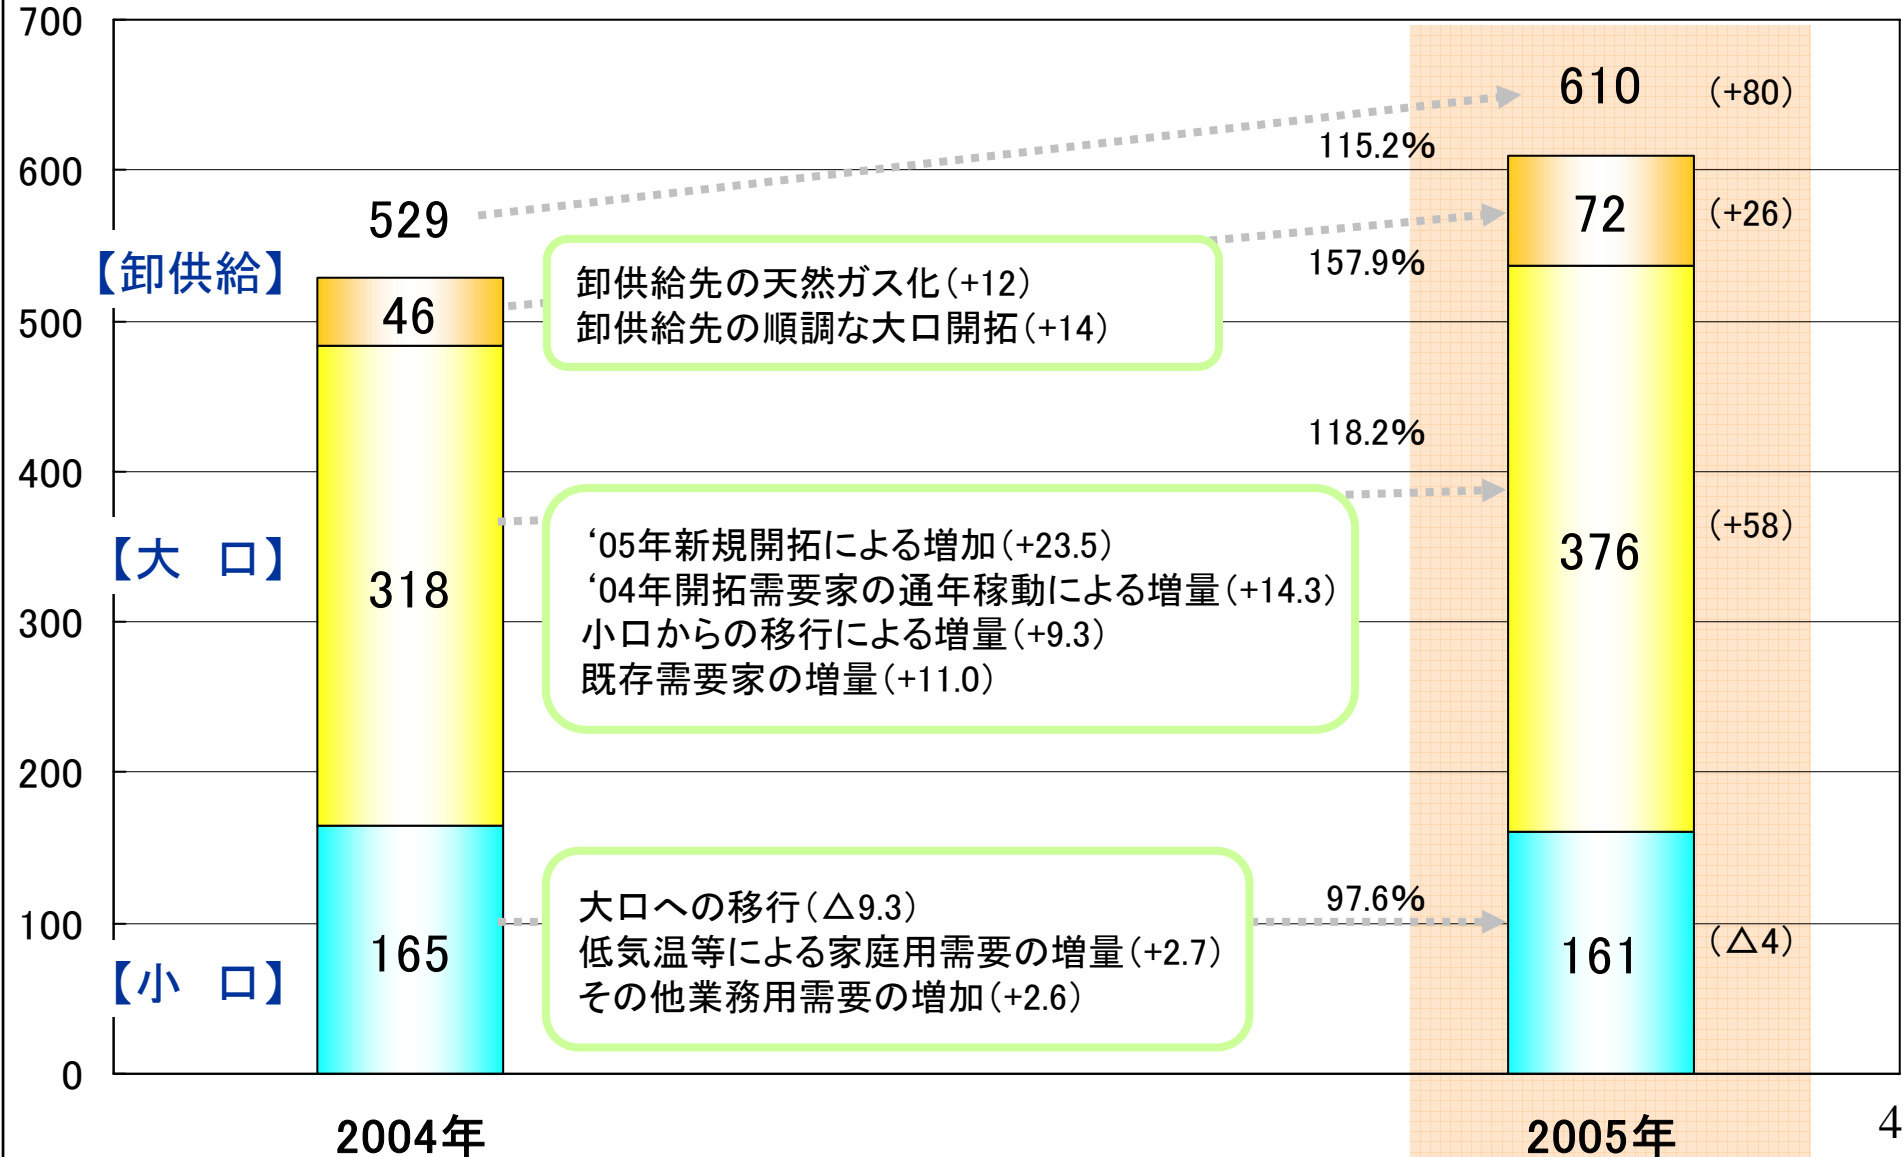 700
600
500
400
300
200
100
0
【卸供給】
【大　口】
【小　口】
529
46
318
165
卸供給先の天然ガス化(+12)
卸供給先の順調な大口開拓(+14)
‘05年新規開拓による増加(+23.5)
‘04年開拓需要家の通年稼動による増量(+14.3)
小口からの移行による増量(+9.3)
既存需要家の増量(+11.0)
大口への移行(△9.3)
低気温等による家庭用需要の増量(+2.7)
その他業務用需要の増加(+2.6)
115.2%
157.9%
118.2%
97.6%
610 (+80)
72 (+26)
376 (+58)
161 (△4)
2004年
2005年
4